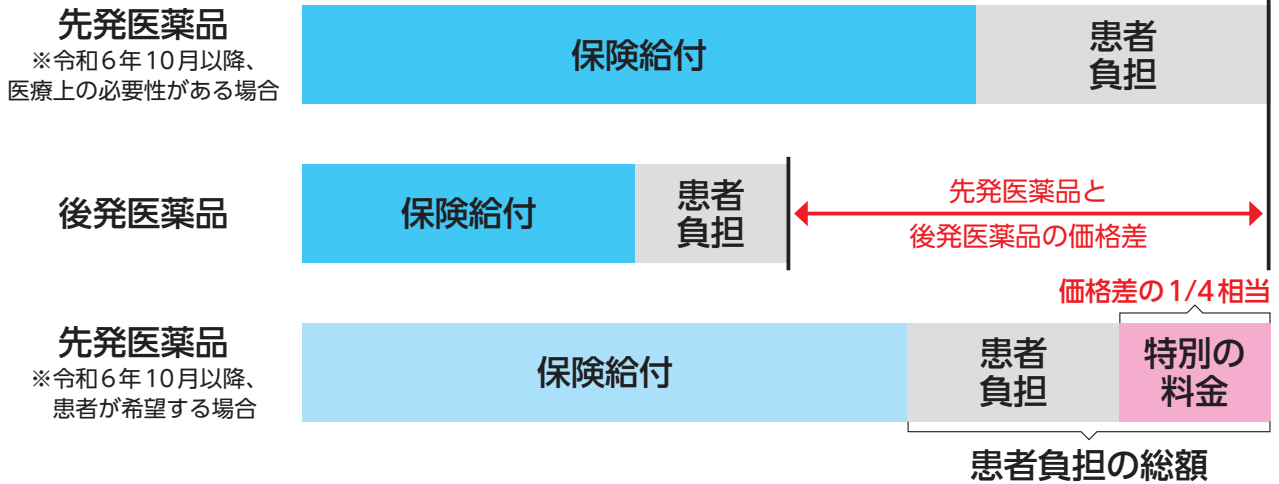 先発医薬品
※令和6年10月以降、
医療上の必要性がある場合
保険給付
患者
負担
後発医薬品
保険給付
患者
負担
先発医薬品と
後発医薬品の価格差
価格差の1/4相当
先発医薬品
※令和6年10月以降、
患者が希望する場合
保険給付
患者
負担
特別の
料金
患者負担の総額